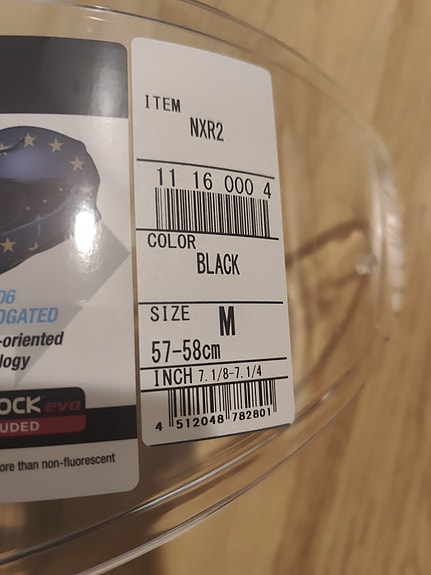 06
OGATED
-oriented
logy
OCK evo
UDED
ore than non-fluorescent
ITEM
NXR2
11 16 000 4
COLOR
BLACK
SIZE M
57-58cm
INCH 7.1/8-7.1/4
4 512048 782801